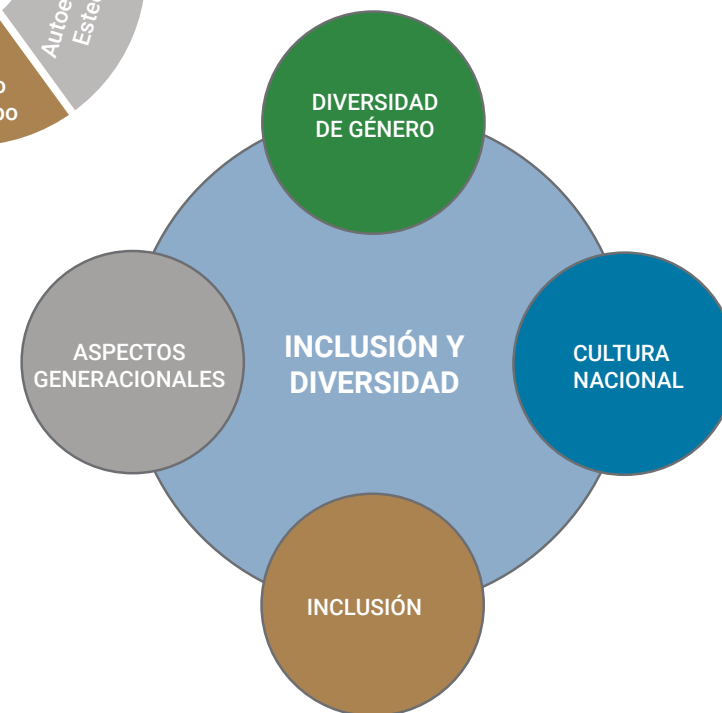 DIVERSIDAD
DE GÉNERO
ASPECTOS
GENERACIONALES
INCLUSIÓN Y
DIVERSIDAD
CULTURA
NACIONAL
INCLUSIÓN